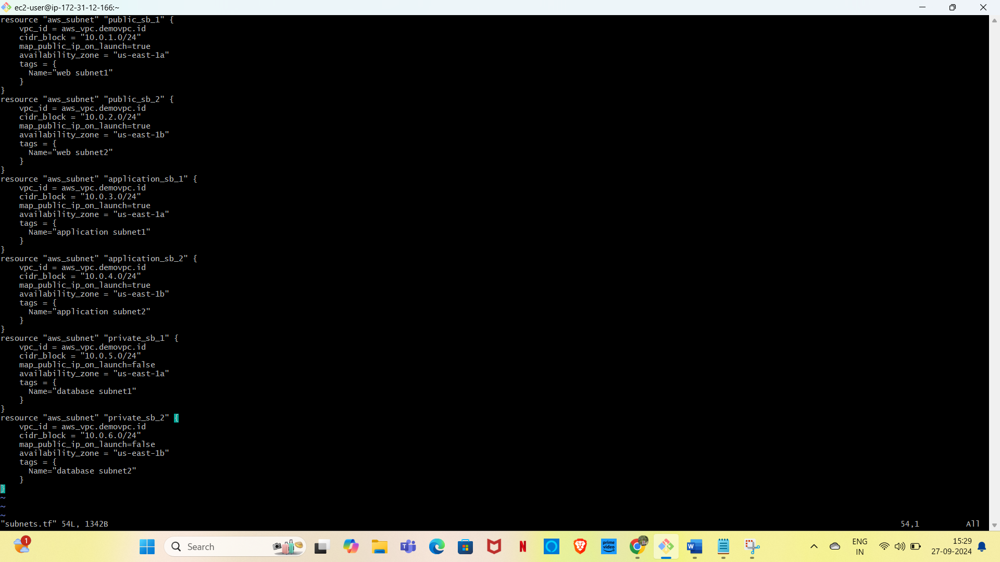 ec2-user@ip-172-31-12-166:~
resource "aws_subnet" "public_sb_1" {
    vpc_id = aws_vpc.demovpc.id
    cidr_block = "10.0.1.0/24"
    map_public_ip_on_launch=true
    availability_zone = "us-east-1a"
    tags = {
      Name="web subnet1"
    }
}
resource "aws_subnet" "public_sb_2" {
    vpc_id = aws_vpc.demovpc.id
    cidr_block = "10.0.2.0/24"
    map_public_ip_on_launch=true
    availability_zone = "us-east-1b"
    tags = {
      Name="web subnet2"
    }
}
resource "aws_subnet" "application_sb_1" {
    vpc_id = aws_vpc.demovpc.id
    cidr_block = "10.0.3.0/24"
    map_public_ip_on_launch=true
    availability_zone = "us-east-1a"
    tags = {
      Name="application subnet1"
    }
}
resource "aws_subnet" "application_sb_2" {
    vpc_id = aws_vpc.demovpc.id
    cidr_block = "10.0.4.0/24"
    map_public_ip_on_launch=true
    availability_zone = "us-east-1b"
    tags = {
      Name="application subnet2"
    }
}
resource "aws_subnet" "private_sb_1" {
    vpc_id = aws_vpc.demovpc.id
    cidr_block = "10.0.5.0/24"
    map_public_ip_on_launch=false
    availability_zone = "us-east-1a"
    tags = {
      Name="database subnet1"
    }
}
resource "aws_subnet" "private_sb_2" {
    vpc_id = aws_vpc.demovpc.id
    cidr_block = "10.0.6.0/24"
    map_public_ip_on_launch=false
    availability_zone = "us-east-1b"
    tags = {
      Name="database subnet2"
    }
}
~
~
~
"subnets.tf" 54L, 1342B 54,1 All
1
Search
N
prime video
W
ENG
IN
15:29
27-09-2024